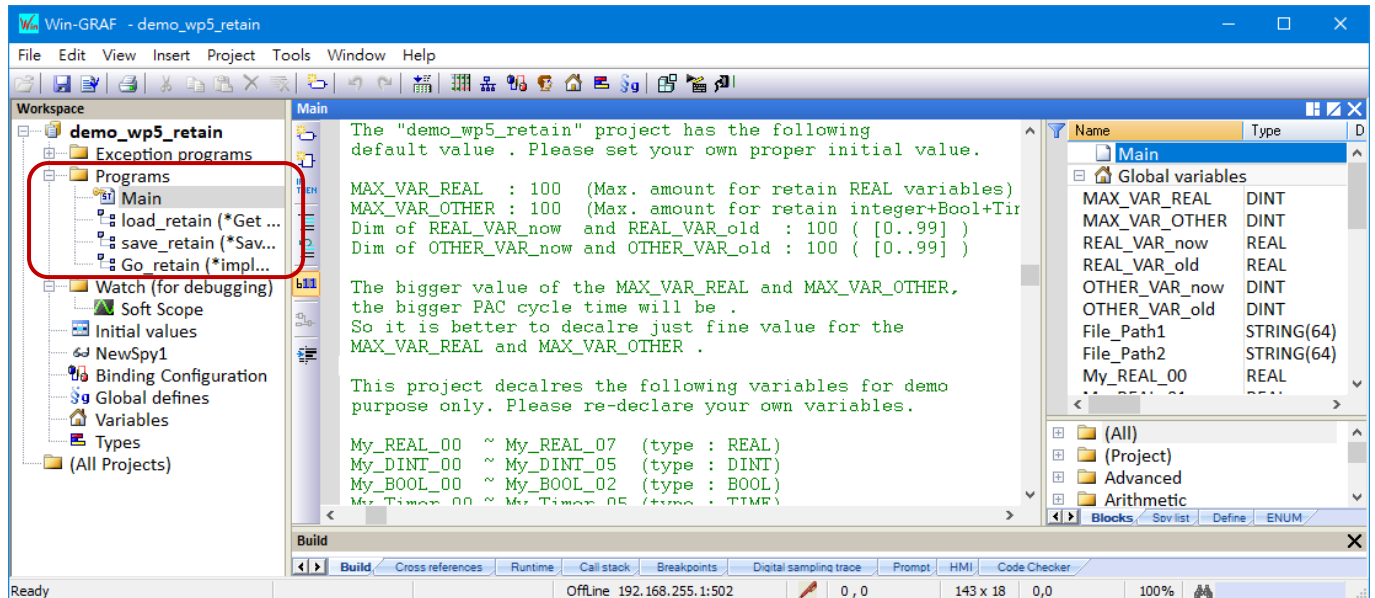 Win-GRAF - demo_wp5_retain
File Edit View Insert Project Tools Window Help
Workspace
demo_wp5_retain
Exception programs
Programs
Main
load_retain (*Get ...
save_retain (*Sav...
Go_retain (*impl...
Watch (for debugging)
Soft Scope
Initial values
NewSpy1
Binding Configuration
Global defines
Variables
Types
(All Projects)
Main
The "demo_wp5_retain" project has the following
default value . Please set your own proper initial value.
MAX_VAR_REAL : 100 (Max. amount for retain REAL variables)
MAX_VAR_OTHER : 100 (Max. amount for retain integer+Bool+Tir
Dim of REAL_VAR_now and REAL_VAR_old : 100 ( [0..99] )
Dim of OTHER_VAR_now and OTHER_VAR_old : 100 ( [0..99] )
The bigger value of the MAX_VAR_REAL and MAX_VAR_OTHER,
the bigger PAC cycle time will be .
So it is better to decalre just fine value for the
MAX_VAR_REAL and MAX_VAR_OTHER .
This project decalres the following variables for demo
purpose only. Please re-declare your own variables.
My_REAL_00 ~ My_REAL_07 (type : REAL)
My_DINT_00 ~ My_DINT_05 (type : DINT)
My_BOOL_00 ~ My_BOOL_02 (type : BOOL)
My_Timer_00 ~ My_Timer_05 (type : TIME)
Name Type D
Main
Global variables
MAX_VAR_REAL DINT
MAX_VAR_OTHER DINT
REAL_VAR_now REAL
REAL_VAR_old REAL
OTHER_VAR_now DINT
OTHER_VAR_old DINT
File_Path1 STRING(64)
File_Path2 STRING(64)
My_REAL_00 REAL
(All)
(Project)
Advanced
Arithmetic
Blocks Spy list Define ENUM
Build
Build Cross references Runtime Call stack Breakpoints Digital sampling trace Prompt HMI Code Checker
Ready OffLine 192.168.255.1:502 0 , 0 143 x 18 0,0 100%